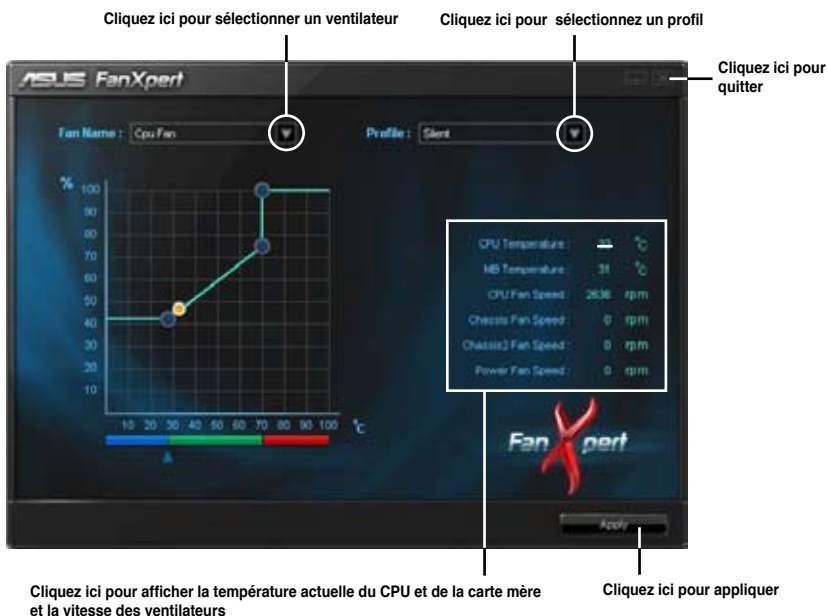 Cliquez ici pour sélectionner un ventilateur
Cliquez ici pour sélectionnez un profil
Cliquez ici pour
quitter
ASUS FanXpert
Fan Name : Cpu Fan
Profile : Silent
%
100
90
80
70
60
50
40
30
20
10
10 20 30 40 50 60 70 80 90 100 °C
CPU Temperature : °C
MB Temperature : 31 °C
CPU Fan Speed : 2636 rpm
Chassis Fan Speed : 0 rpm
Chassis2 Fan Speed : 0 rpm
Power Fan Speed : 0 rpm
Fan Xpert
Apply
Cliquez ici pour afficher la température actuelle du CPU et de la carte mère
et la vitesse des ventilateurs
Cliquez ici pour appliquer